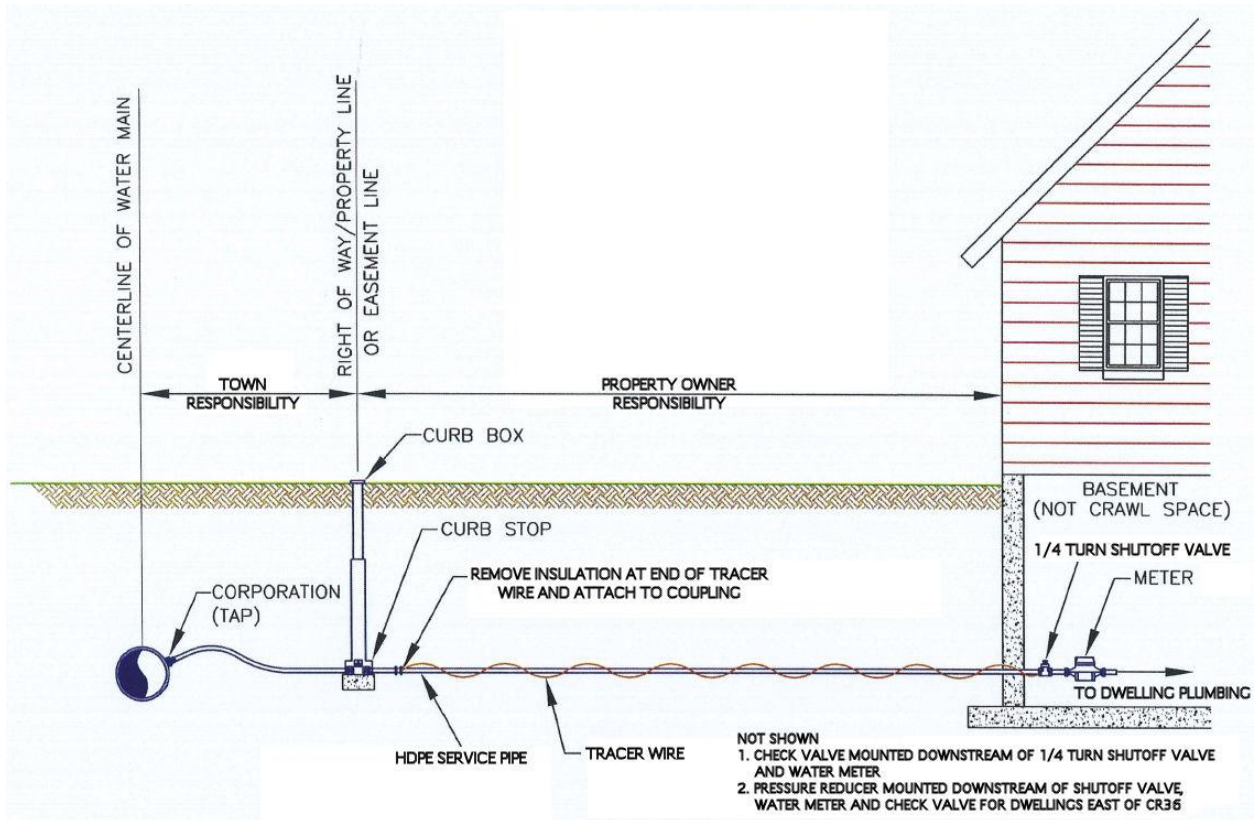 CENTERLINE OF WATER MAIN
RIGHT OF WAY/PROPERTY LINE
OR EASEMENT LINE
TOWN
RESPONSIBILITY
PROPERTY OWNER
RESPONSIBILITY
CURB BOX
BASEMENT
(NOT CRAWL SPACE)
CURB STOP
1/4 TURN SHUTOFF VALVE
REMOVE INSULATION AT END OF TRACER
WIRE AND ATTACH TO COUPLING
METER
CORPORATION
(TAP)
TO DWELLING PLUMBING
HDPE SERVICE PIPE
TRACER WIRE
NOT SHOWN
1. CHECK VALVE MOUNTED DOWNSTREAM OF 1/4 TURN SHUTOFF VALVE
AND WATER METER
2. PRESSURE REDUCER MOUNTED DOWNSTREAM OF SHUTOFF VALVE,
WATER METER AND CHECK VALVE FOR DWELLINGS EAST OF CR36